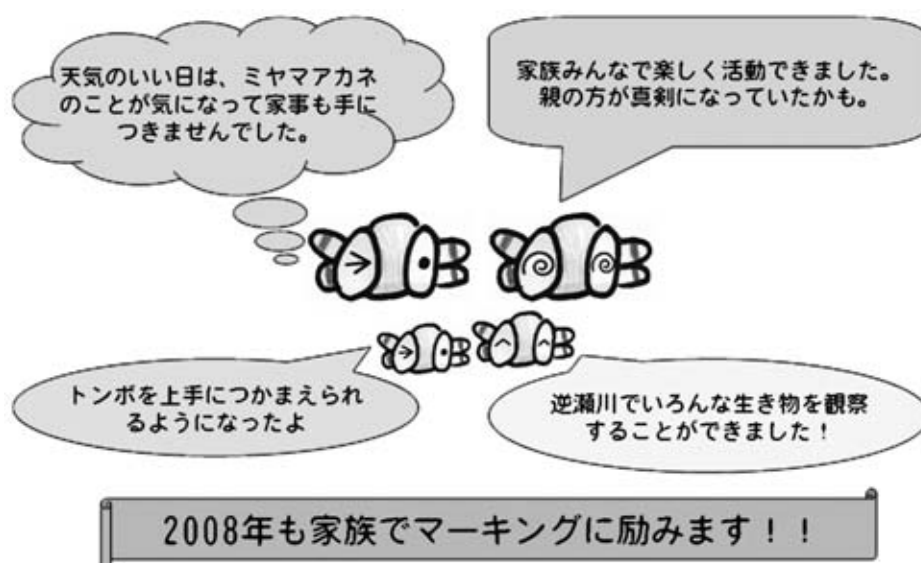 天気のいい日は、ミヤマアカネ
のことが気になって家事も手に
つきませんでした。
家族みんなで楽しく活動できました。
親の方が真剣になっていたかも。
トンボを上手につかまえられ
るようになったよ
逆瀬川でいろんな生き物を観察
することができました！
2008年も家族でマーキングに励みます！！